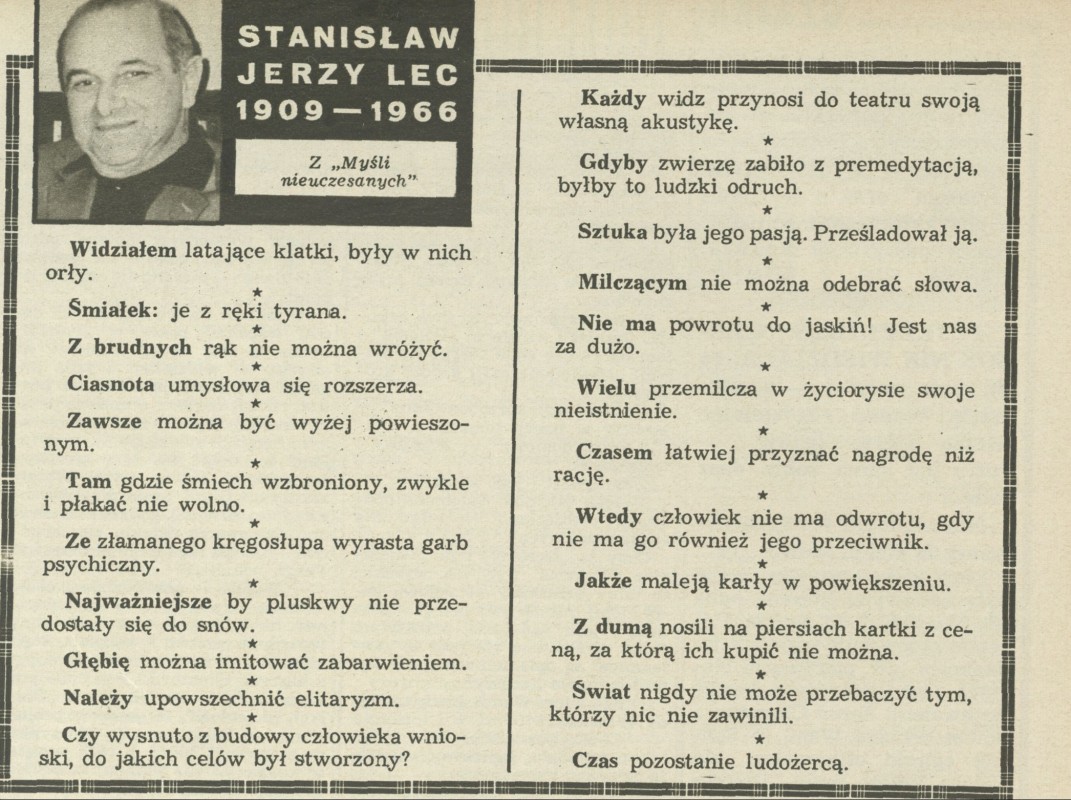 STANISŁAW
JERZY LEC
1909 — 1966
Z „Myśli
nieuczesanych”
Widziałem latające klatki, były w nich
orły.
★
Śmiałek: je z ręki tyrana.
★
Z brudnych rąk nie można wróżyć.
★
Ciasnota umysłowa się rozszerza.
★
Zawsze można być wyżej powieszo-
nym.
★
Tam gdzie śmiech wzbroniony, zwykle
i płakać nie wolno.
★
Ze złamanego kręgosłupa wyrasta garb
psychiczny.
★
Najważniejsze by pluskwy nie prze-
dostały się do snów.
★
Głębię można imitować zabarwieniem.
★
Należy upowszechnić elitaryzm.
★
Czy wysnuto z budowy człowieka wnio-
ski, do jakich celów był stworzony?
Każdy widz przynosi do teatru swoją
własną akustykę.
★
Gdyby zwierzę zabiło z premedytacją,
byłby to ludzki odruch.
★
Sztuka była jego pasją. Prześladował ją.
★
Milczącym nie można odebrać słowa.
★
Nie ma powrotu do jaskiń! Jest nas
za dużo.
★
Wielu przemilcza w życiorysie swoje
nieistnienie.
★
Czasem łatwiej przyznać nagrodę niż
rację.
★
Wtedy człowiek nie ma odwrotu, gdy
nie ma go również jego przeciwnik.
★
Jakże maleją karły w powiększeniu.
★
Z dumą nosili na piersiach kartki z ce-
ną, za którą ich kupić nie można.
★
Świat nigdy nie może przebaczyć tym,
którzy nic nie zawinili.
★
Czas pozostanie ludożercą.